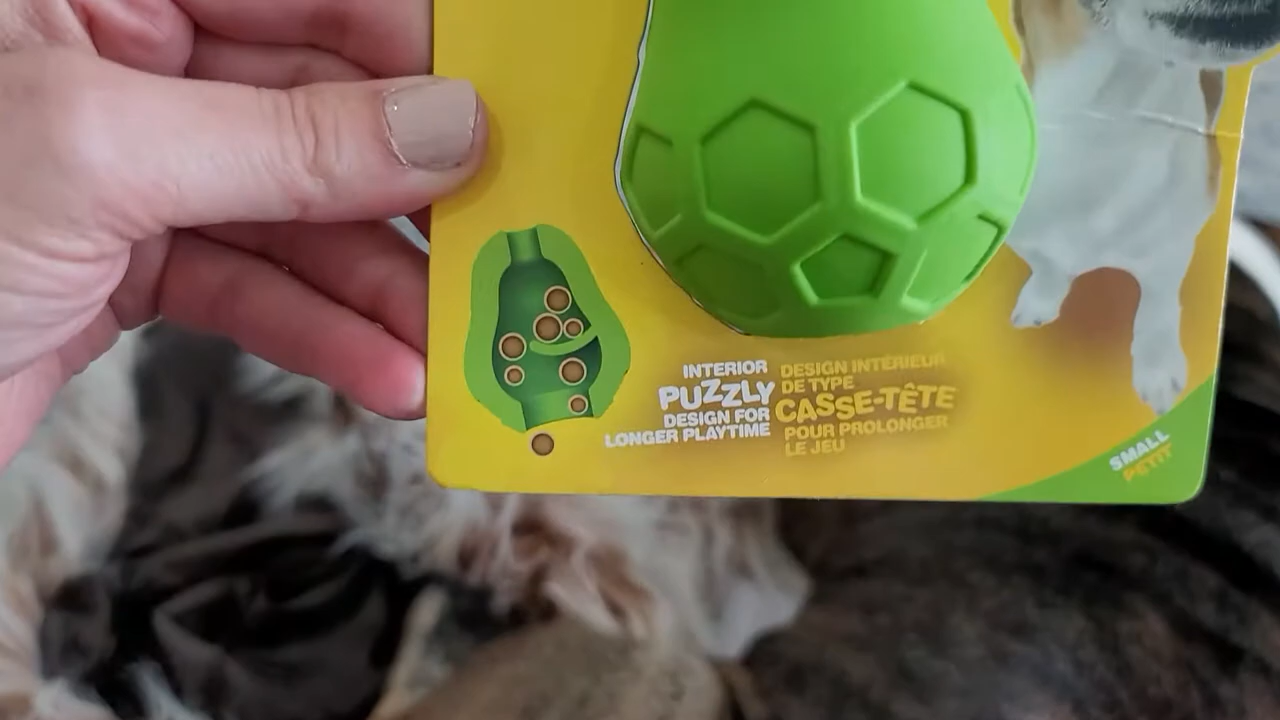 INTERIOR
PUZZLY
DESIGN FOR
LONGER PLAYTIME
DESIGN INTÉRIEUR
DE TYPE
CASSE-TÊTE
POUR PROLONGER
LE JEU
SMALL
PETIT